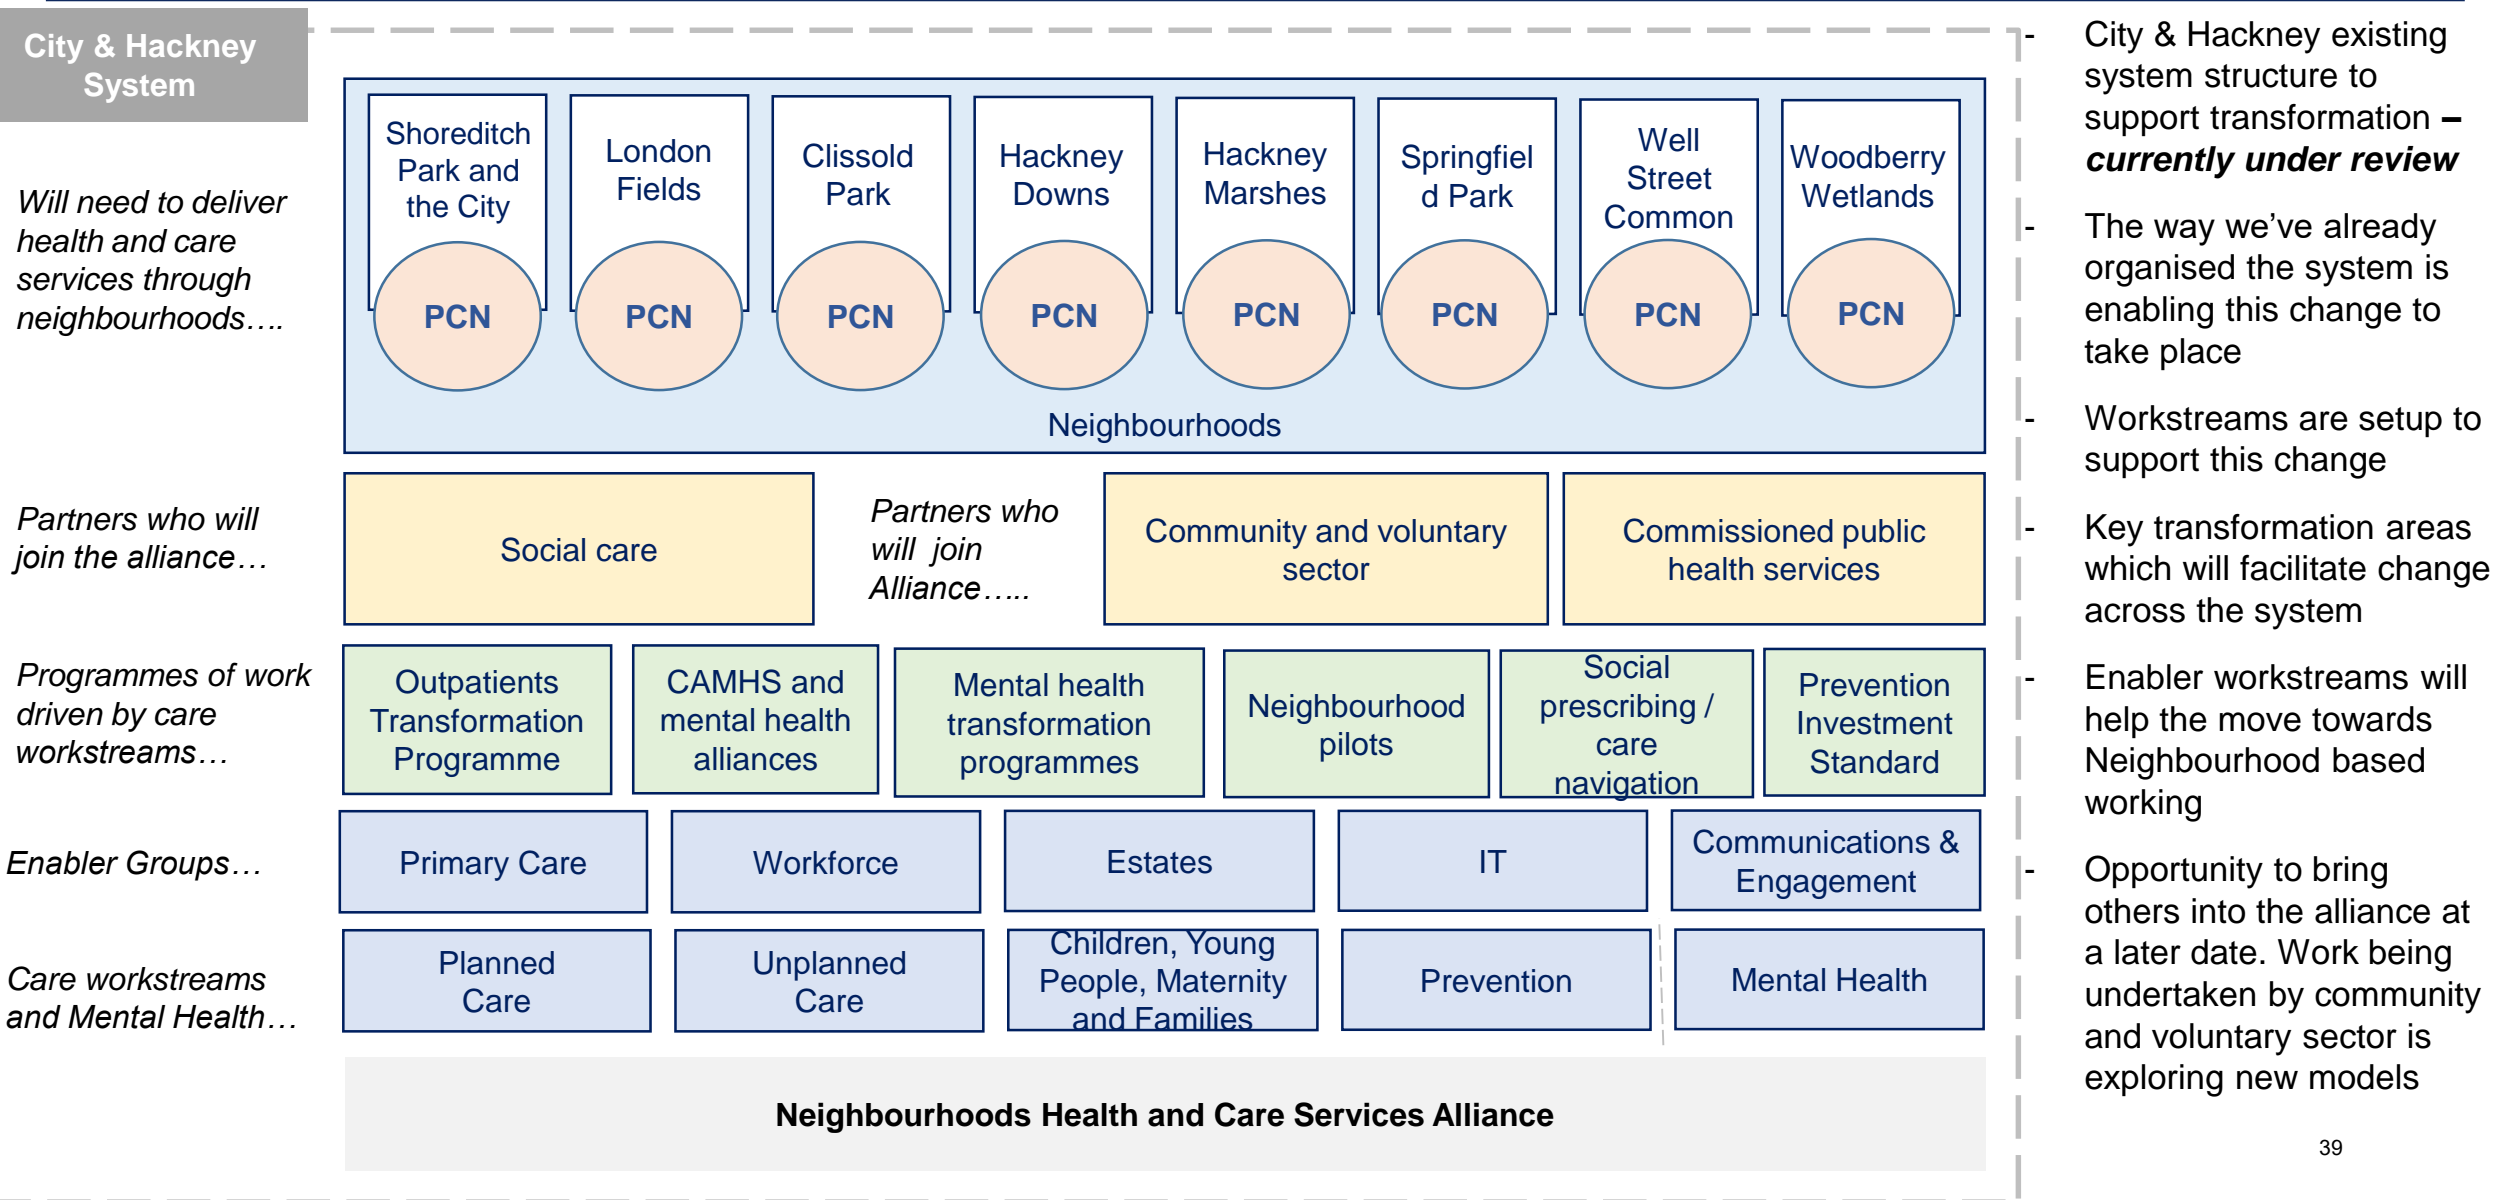 City & Hackney
System
Will need to deliver
health and care
services through
neighbourhoods….
Shoreditch
Park and
the City
PCN
London
Fields
PCN
Clissold
Park
PCN
Hackney
Downs
PCN
Hackney
Marshes
PCN
Springfiel
d Park
PCN
Well
Street
Common
PCN
Woodberry
Wetlands
PCN
Neighbourhoods
Partners who will
join the alliance…
Social care
Partners who
will join
Alliance…..
Community and voluntary
sector
Commissioned public
health services
Programmes of work
driven by care
workstreams…
Outpatients
Transformation
Programme
CAMHS and
mental health
alliances
Mental health
transformation
programmes
Neighbourhood
pilots
Social
prescribing /
care
navigation
Prevention
Investment
Standard
Enabler Groups…
Primary Care
Workforce
Estates
IT
Communications &
Engagement
Care workstreams
and Mental Health…
Planned
Care
Unplanned
Care
Children, Young
People, Maternity
and Families
Prevention
Mental Health
Neighbourhoods Health and Care Services Alliance
- City & Hackney existing
system structure to
support transformation –
currently under review
- The way we’ve already
organised the system is
enabling this change to
take place
- Workstreams are setup to
support this change
- Key transformation areas
which will facilitate change
across the system
- Enabler workstreams will
help the move towards
Neighbourhood based
working
- Opportunity to bring
others into the alliance at
a later date. Work being
undertaken by community
and voluntary sector is
exploring new models
39